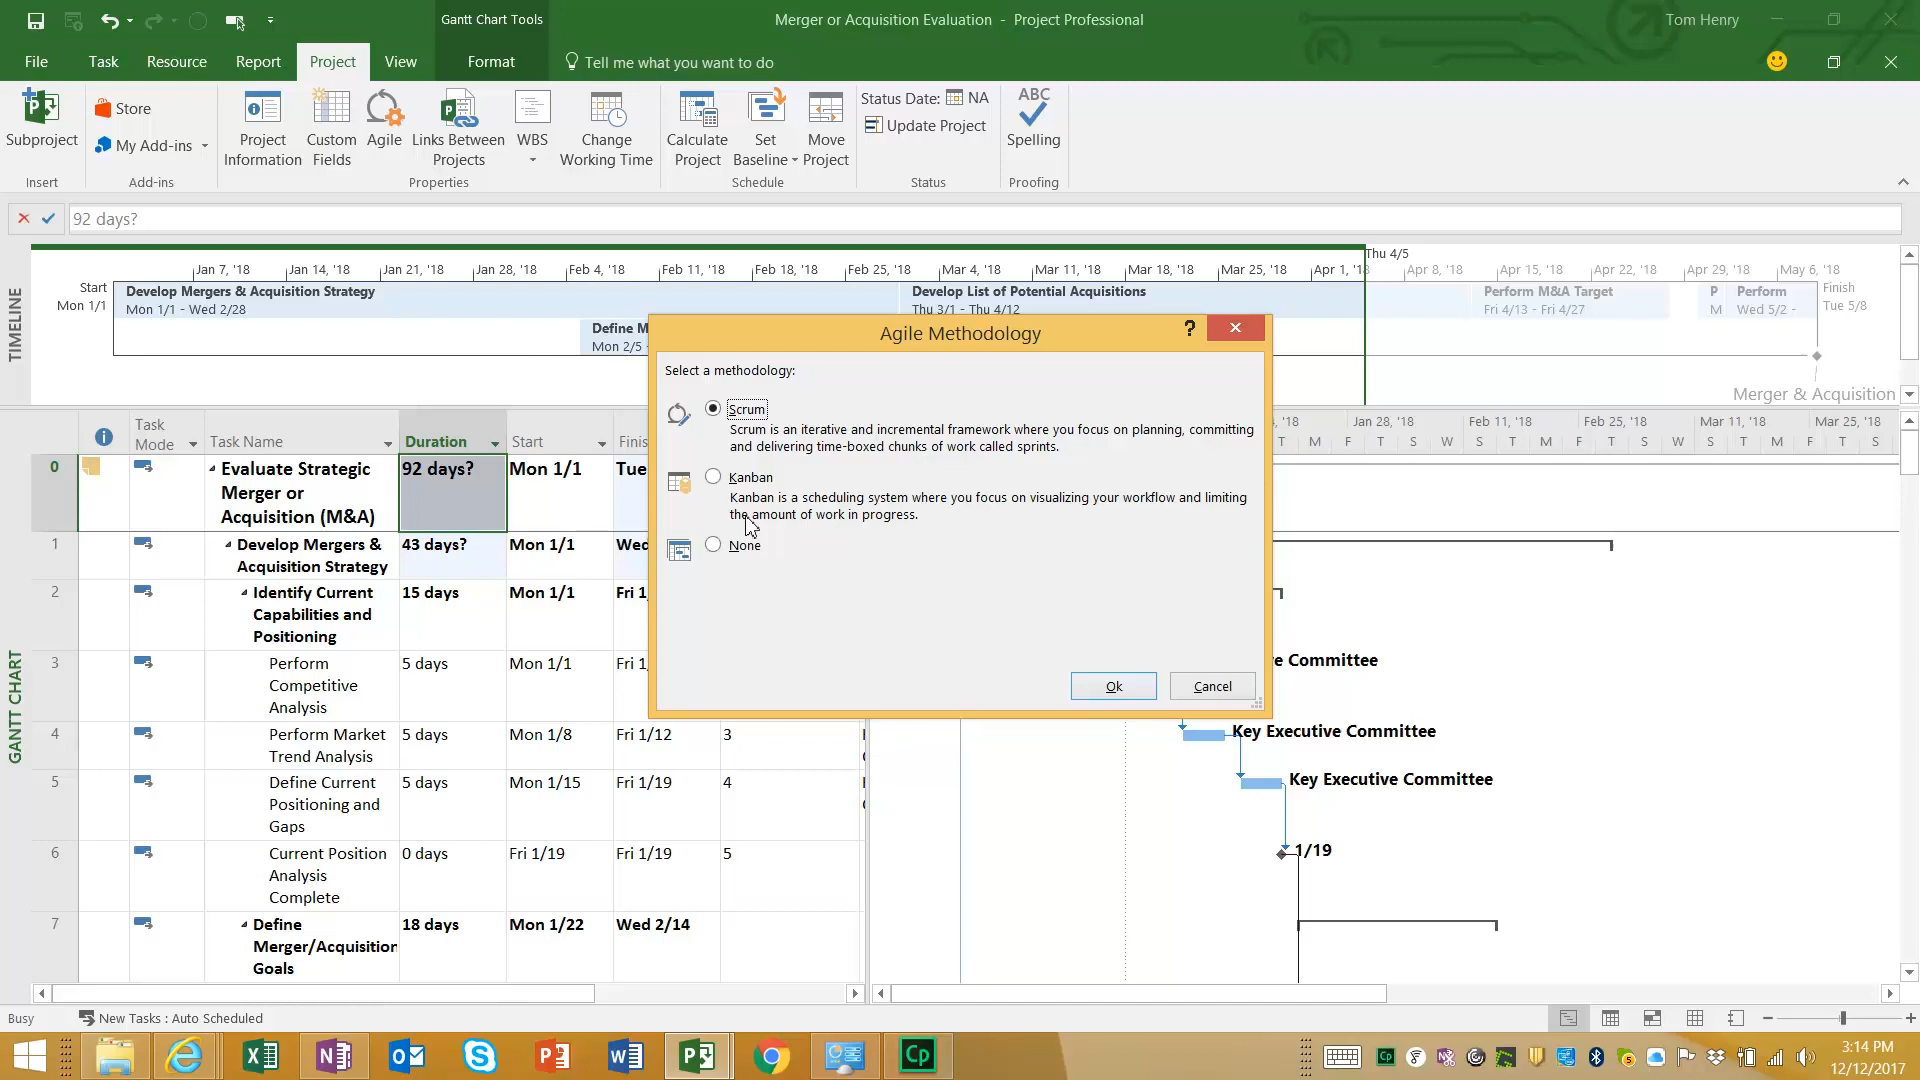 Gantt Chart Tools
Merger or Acquisition Evaluation - Project Professional
Tom Henry
File
Task
Resource
Report
Project
View
Format
Tell me what you want to do
Subproject
Store
My Add-ins
Project
Information
Custom
Fields
Agile
Links Between
Projects
WBS
Change
Working Time
Calculate
Project
Set
Baseline
Move
Project
Status Date:
NA
Update Project
ABC
Spelling
Insert
Add-ins
Properties
Schedule
Status
Proofing
92 days?
TIMELINE
Thu 4/5
Jan 7, '18
Jan 14, '18
Jan 21, '18
Jan 28, '18
Feb 4, '18
Feb 11, '18
Feb 18, '18
Feb 25, '18
Mar 4, '18
Mar 11, '18
Mar 18, '18
Mar 25, '18
Apr 1, '18
Apr 8, '18
Apr 15, '18
Apr 22, '18
Apr 29, '18
May 6, '18
Start
Mon 1/1
Develop Mergers & Acquisition Strategy
Mon 1/1 - Wed 2/28
Develop List of Potential Acquisitions
Thu 3/1 - Thu 4/12
Perform M&A Target
Fri 4/13 - Fri 4/27
P
M
Perform
Wed 5/2 -
Finish
Tue 5/8
Define M
Mon 2/5 -
Merger & Acquisition
Agile Methodology
?
Select a methodology:
Scrum
Scrum is an iterative and incremental framework where you focus on planning, committing
and delivering time-boxed chunks of work called sprints.
Kanban
Kanban is a scheduling system where you focus on visualizing your workflow and limiting
the amount of work in progress.
None
Ok
Cancel
GANTT CHART
Task
Mode
Task Name
Duration
Start
Finis
'18
Jan 28, '18
Feb 11, '18
Feb 25, '18
Mar 11, '18
Mar 25, '18
T M F T S W S T M F T S W S T M F T S
0
Evaluate Strategic
Merger or
Acquisition (M&A)
92 days?
Mon 1/1
Tue
1
Develop Mergers &
Acquisition Strategy
43 days?
Mon 1/1
Wed
2
Identify Current
Capabilities and
Positioning
15 days
Mon 1/1
Fri 1,
3
Perform
Competitive
Analysis
5 days
Mon 1/1
Fri 1,
e Committee
4
Perform Market
Trend Analysis
5 days
Mon 1/8
Fri 1/12
3
Key Executive Committee
5
Define Current
Positioning and
Gaps
5 days
Mon 1/15
Fri 1/19
4
Key Executive Committee
6
Current Position
Analysis
Complete
0 days
Fri 1/19
Fri 1/19
5
1/19
7
Define
Merger/Acquisition
Goals
18 days
Mon 1/22
Wed 2/14
Busy
New Tasks : Auto Scheduled
3:14 PM
12/12/2017